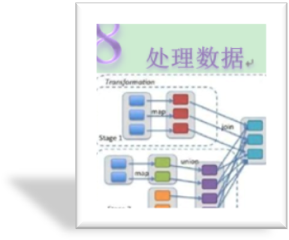 8 处理数据
Transformation
map
join
Stage 1
union
map